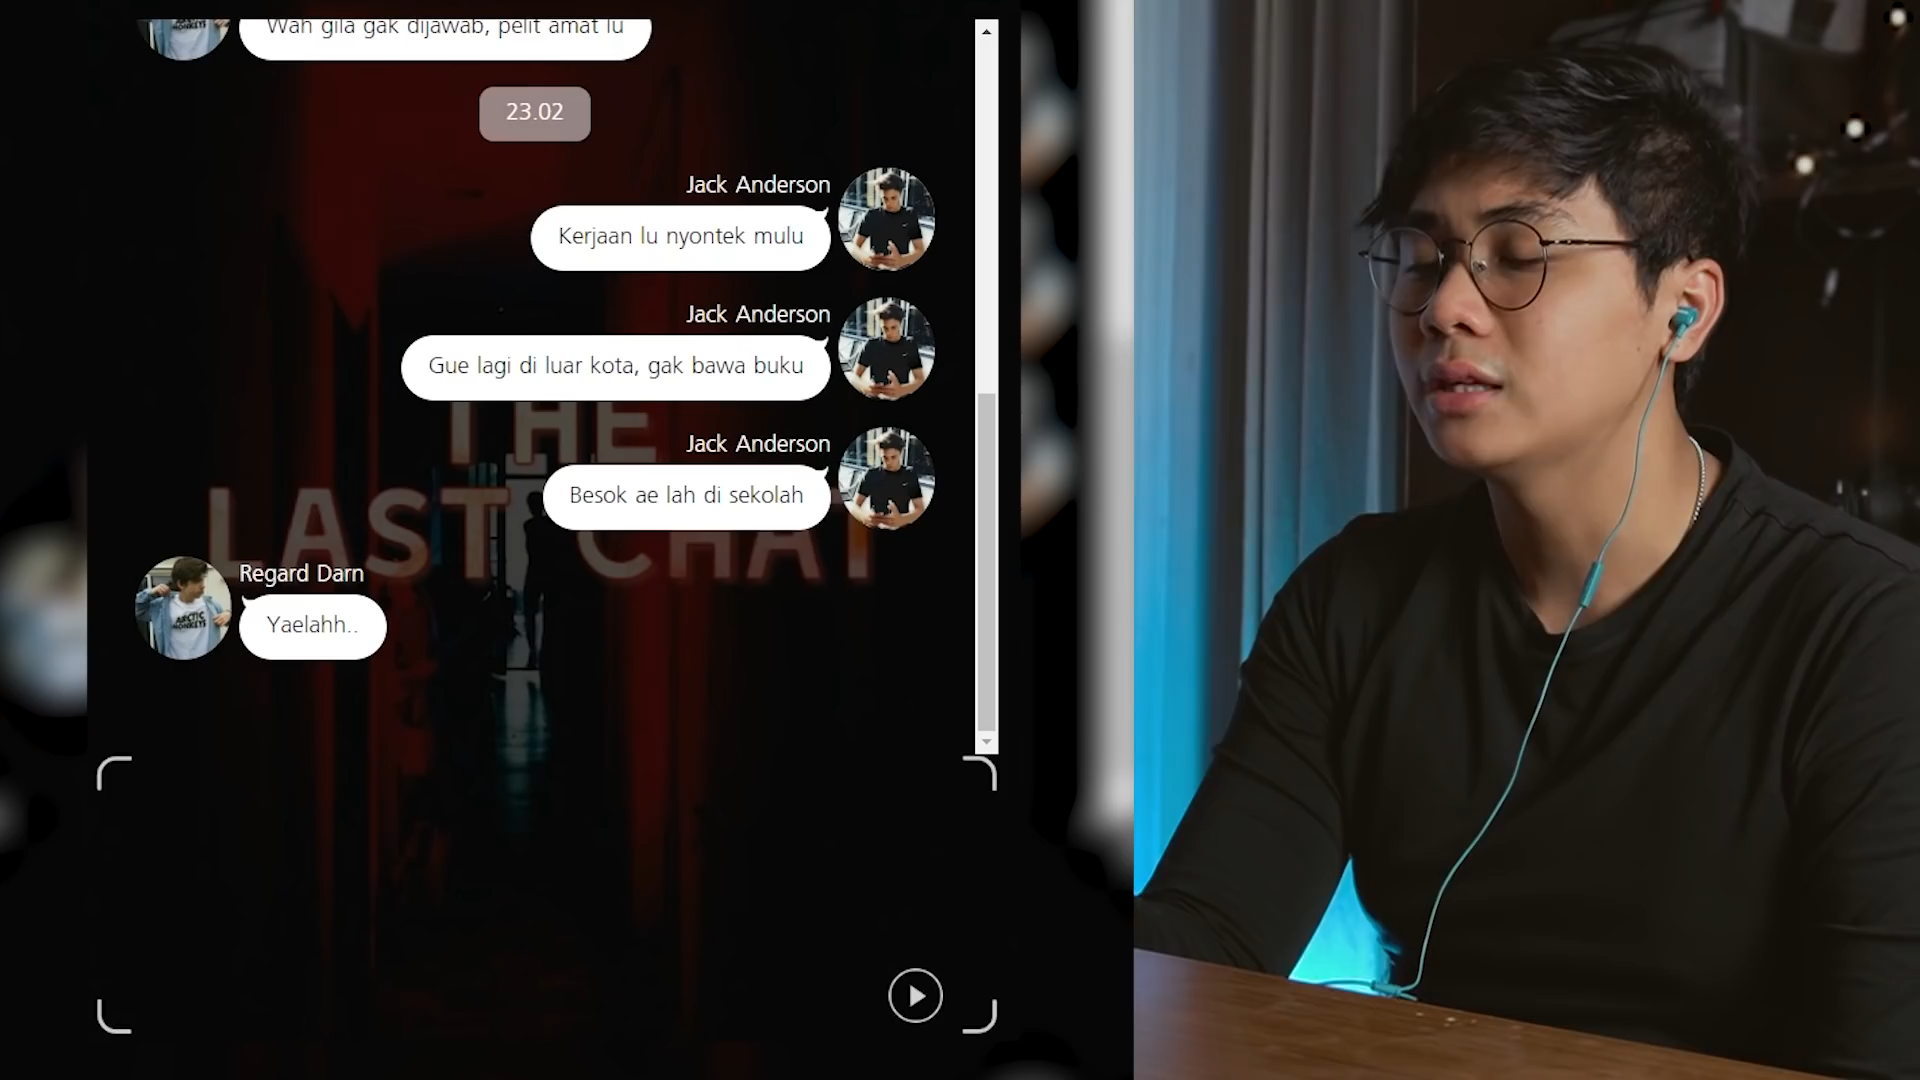 Wah gila gak dijawab, pelit amat lu
23.02
Jack Anderson
Kerjaan lu nyontek mulu
Jack Anderson
Gue lagi di luar kota, gak bawa buku
THE
Jack Anderson
Besok ae lah di sekolah
LAST CHAT
Regard Darn
Yaelahh..
ARCTIC
MONKEYS